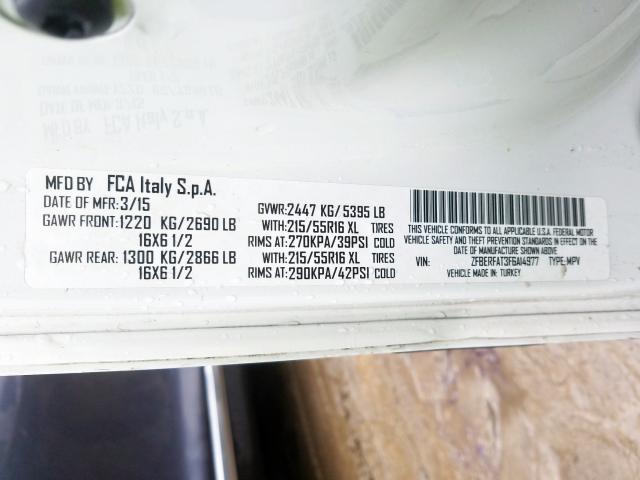 MFD BY FCA Italy S.p.A.
DATE OF MFR: 3/15 GVWR: 2447 KG/ 5395 LB
GAWR FRONT: 1220 KG/2690 LB WITH: 215/55R16 XL TIRES
16X6 1/2 RIMS AT: 270KPA/39PSI COLD
GAWR REAR: 1300 KG/2866 LB WITH: 215/55R16 XL TIRES
16X6 1/2 RIMS AT: 290KPA/42PSI COLD
THIS VEHICLE CONFORMS TO ALL APPLICABLE U.S.A. FEDERAL MOTOR
VEHICLE SAFETY AND THEFT PREVENTION STANDARDS IN EFFECT ON THE
DATE OF MANUFACTURE SHOWN ABOVE
VIN: ZFBERFAT3F6A14977 TYPE: MPV
VEHICLE MADE IN: TURKEY